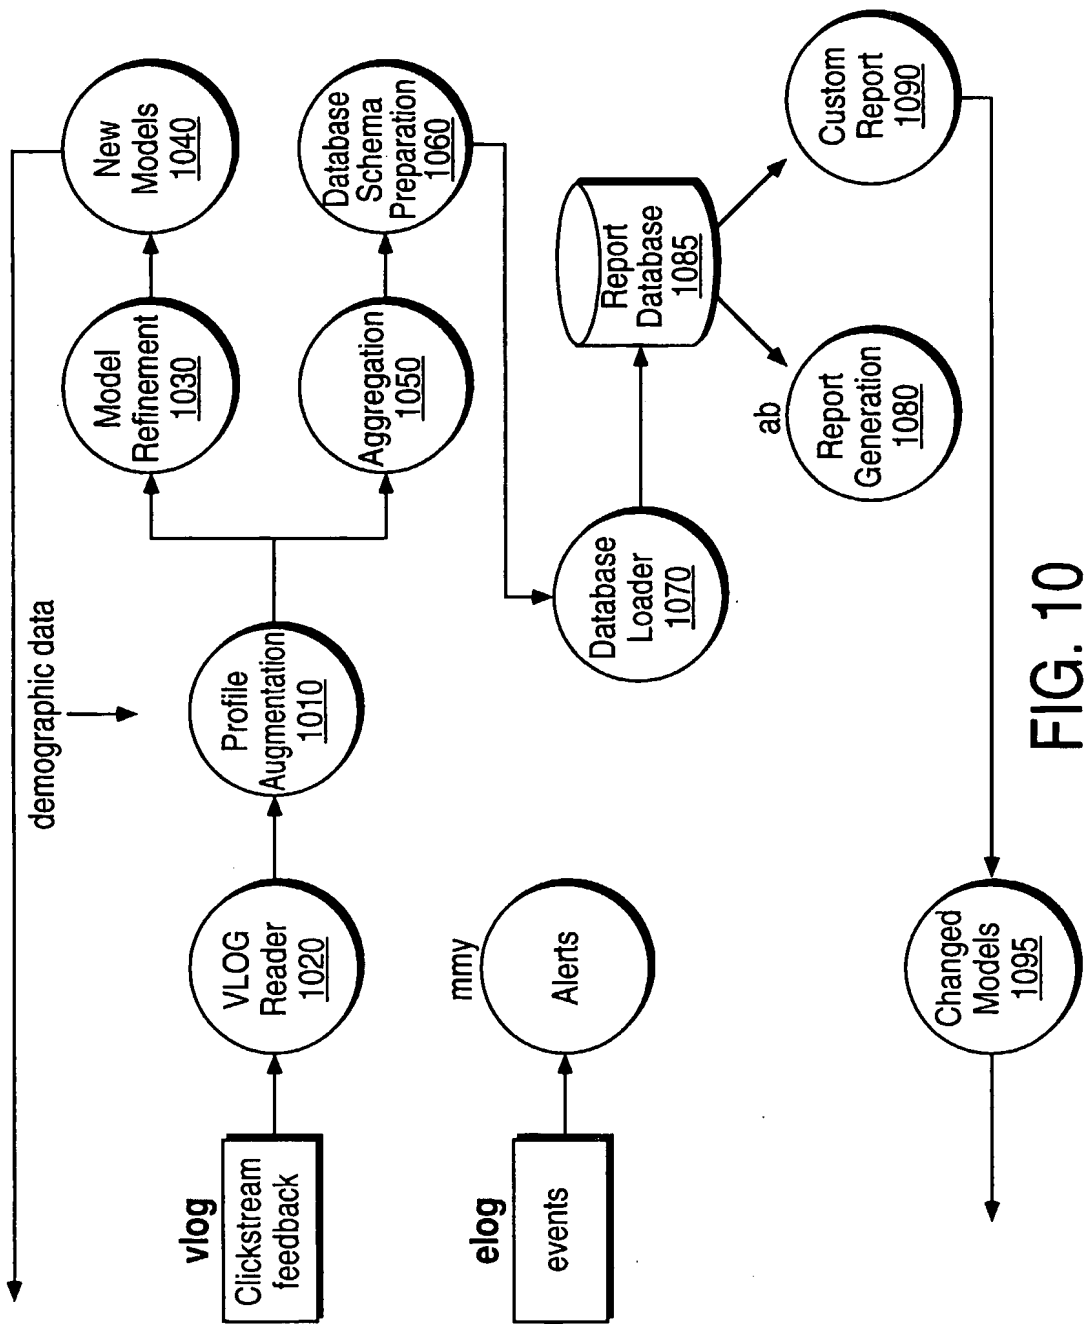 demographic data
vlog
Clickstream
feedback
VLOG
Reader
1020
Profile
Augmentation
1010
Model
Refinement
1030
New
Models
1040
Aggregation
1050
Database
Schema
Preparation
1060
elog
events
mmy
Alerts
Database
Loader
1070
Report
Database
1085
ab
Report
Generation
1080
Custom
Report
1090
Changed
Models
1095
FIG. 10